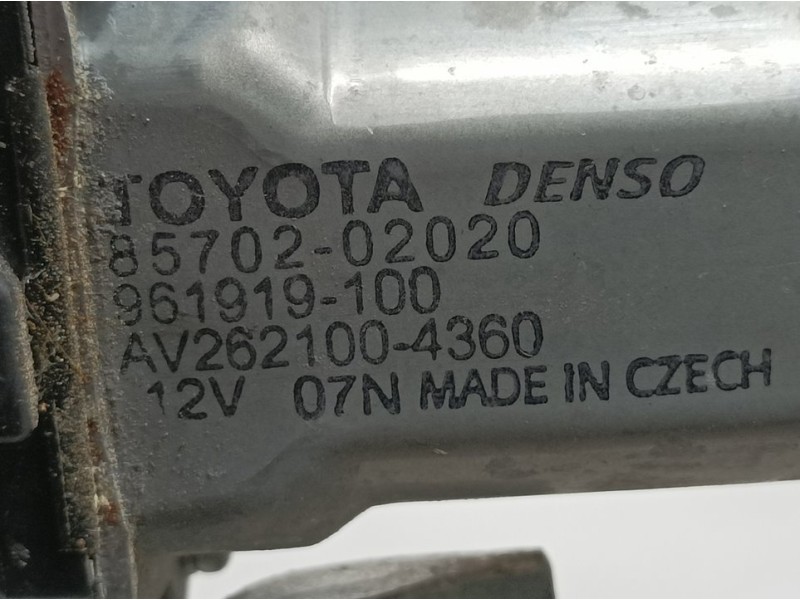 TOYOTA DENSO
85702-02020
961919-100
AV262100-4360
12V 07N MADE IN CZECH